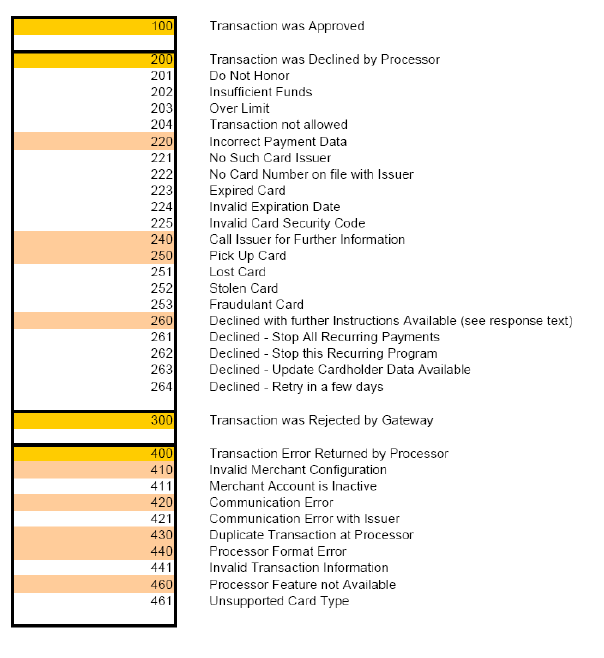 100 Transaction was Approved
200 Transaction was Declined by Processor
201 Do Not Honor
202 Insufficient Funds
203 Over Limit
204 Transaction not allowed
220 Incorrect Payment Data
221 No Such Card Issuer
222 No Card Number on file with Issuer
223 Expired Card
224 Invalid Expiration Date
225 Invalid Card Security Code
240 Call Issuer for Further Information
250 Pick Up Card
251 Lost Card
252 Stolen Card
253 Fraudulant Card
260 Declined with further Instructions Available (see response text)
261 Declined - Stop All Recurring Payments
262 Declined - Stop this Recurring Program
263 Declined - Update Cardholder Data Available
264 Declined - Retry in a few days
300 Transaction was Rejected by Gateway
400 Transaction Error Returned by Processor
410 Invalid Merchant Configuration
411 Merchant Account is Inactive
420 Communication Error
421 Communication Error with Issuer
430 Duplicate Transaction at Processor
440 Processor Format Error
441 Invalid Transaction Information
460 Processor Feature not Available
461 Unsupported Card Type